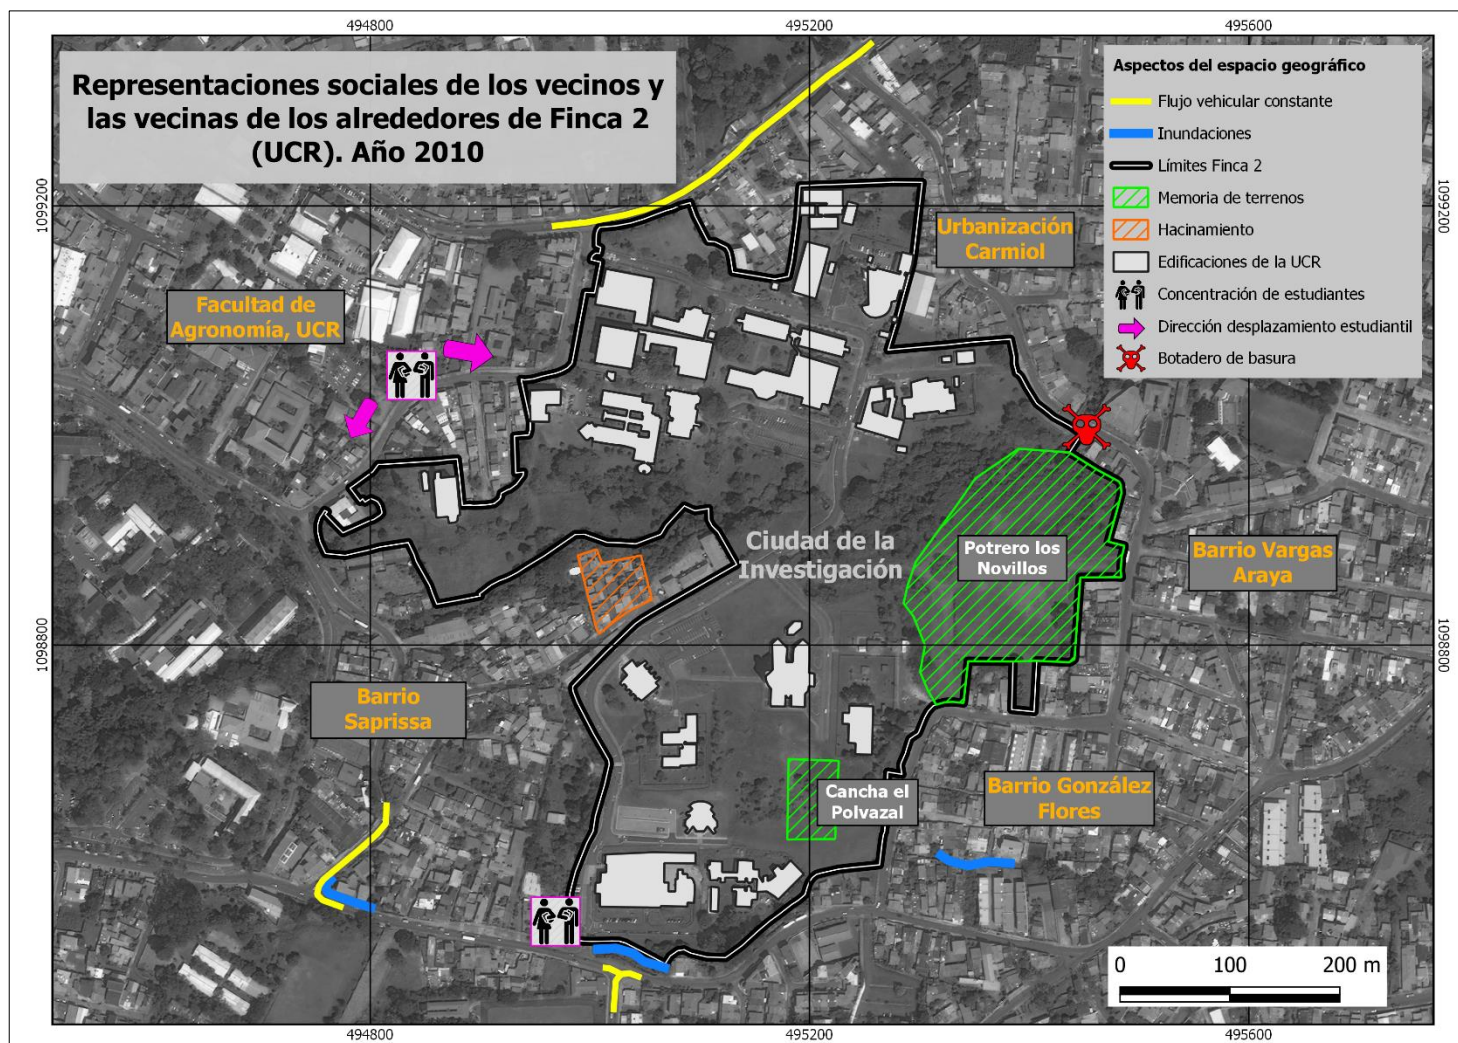 494800
495200
495600
Representaciones sociales de los vecinos y
las vecinas de los alrededores de Finca 2
(UCR). Año 2010
Aspectos del espacio geográfico
Flujo vehicular constante
Inundaciones
Límites Finca 2
Memoria de terrenos
Hacinamiento
Edificaciones de la UCR
Concentración de estudiantes
Dirección desplazamiento estudiantil
Botadero de basura
1099200
1099200
Urbanización
Carmiol
Facultad de
Agronomía, UCR
Ciudad de la
Investigación
Potrero los
Novillos
Barrio Vargas
Araya
1098800
1098800
Barrio
Saprissa
Cancha el
Polvazal
Barrio González
Flores
0 100 200 m
494800
495200
495600